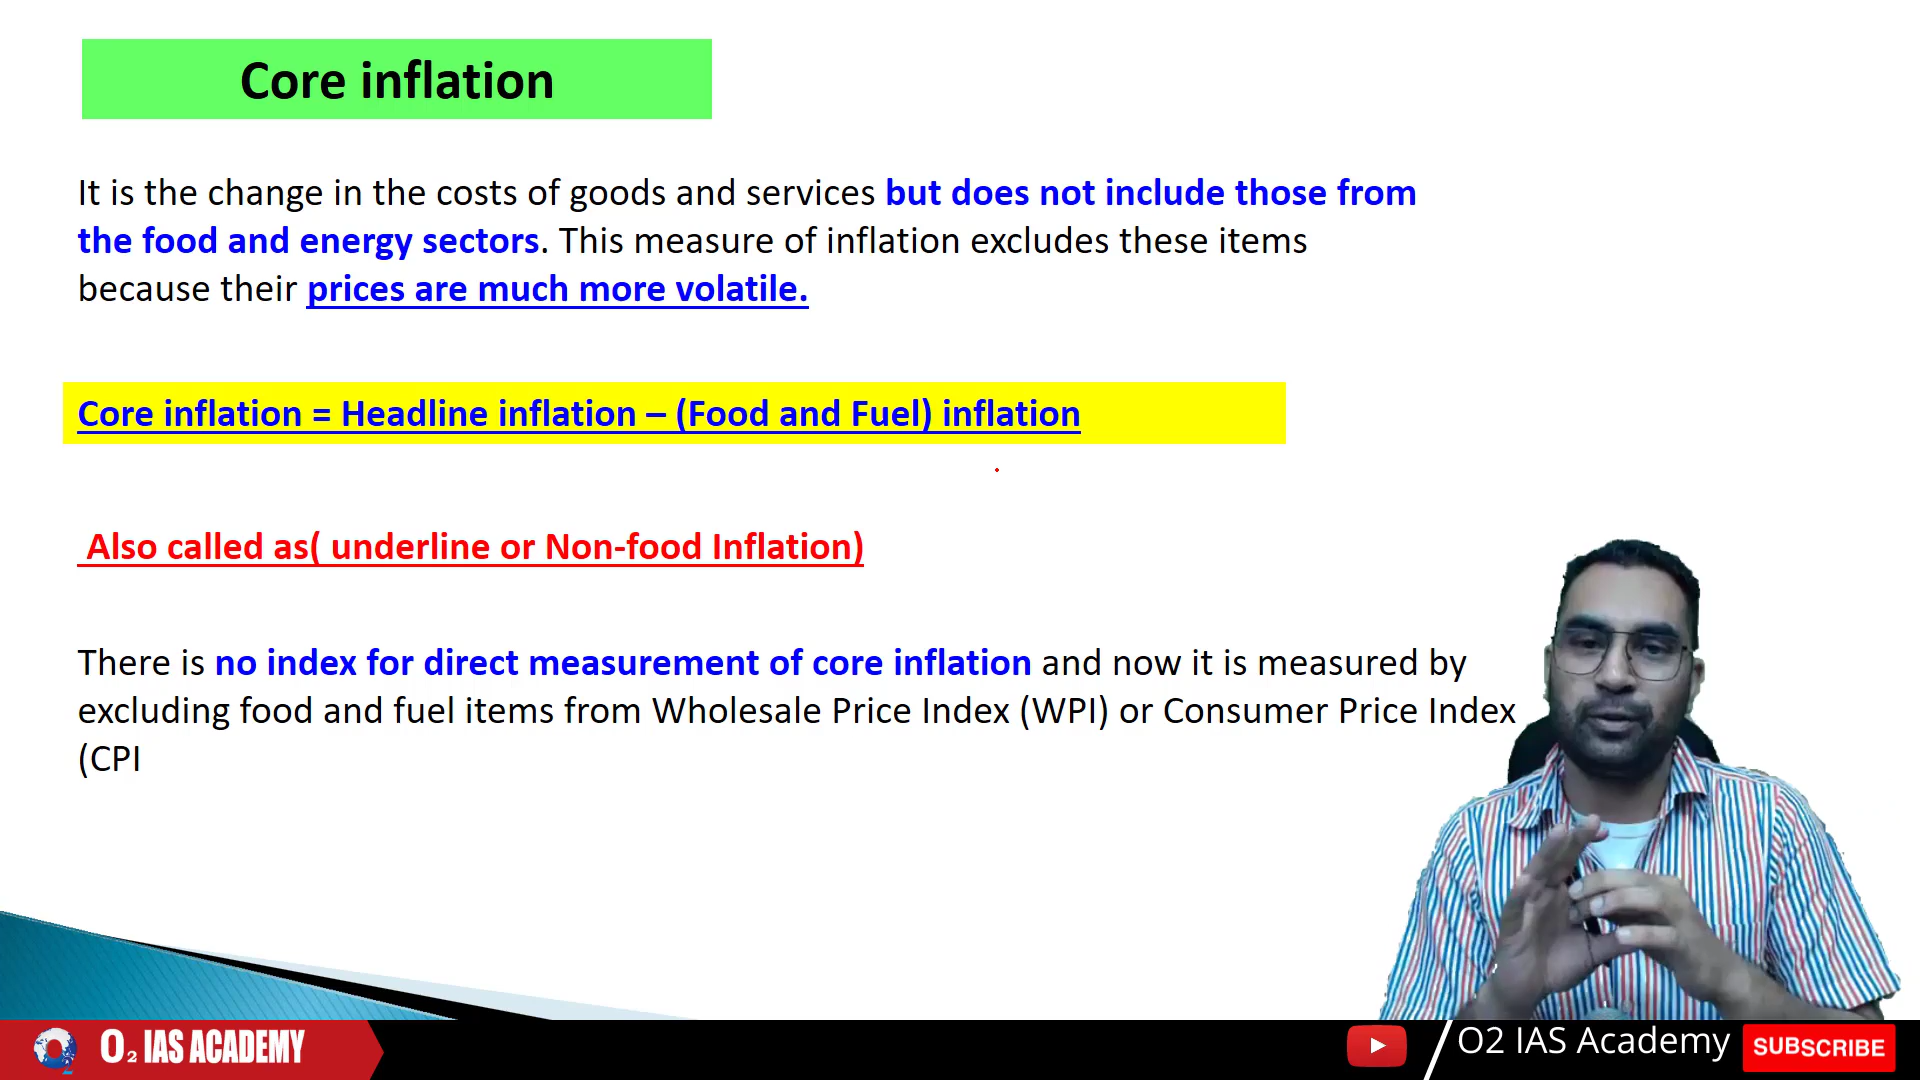 Core inflation
It is the change in the costs of goods and services but does not include those from
the food and energy sectors. This measure of inflation excludes these items
because their prices are much more volatile.
Core inflation = Headline inflation – (Food and Fuel) inflation
Also called as( underline or Non-food Inflation)
There is no index for direct measurement of core inflation and now it is measured by
excluding food and fuel items from Wholesale Price Index (WPI) or Consumer Price Index
(CPI
O₂ IAS ACADEMY
O2 IAS Academy
SUBSCRIBE